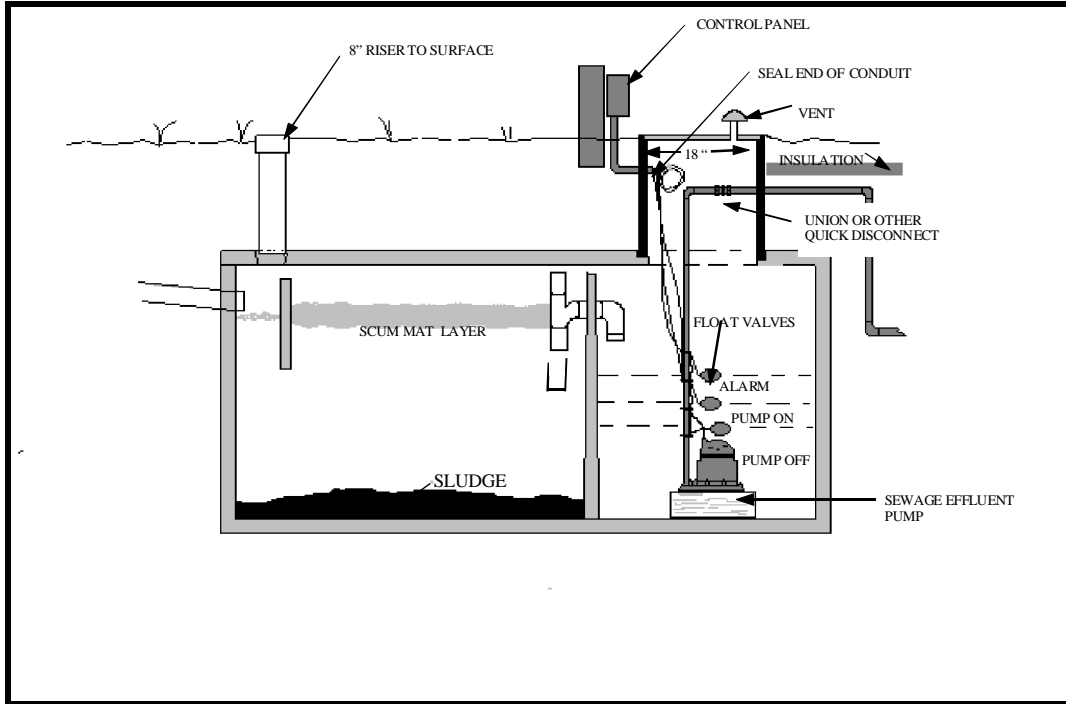 CONTROL PANEL
8” RISER TO SURFACE
SEAL END OF CONDUIT
VENT
18 “
INSULATION
UNION OR OTHER
QUICK DISCONNECT
SCUM MAT LAYER
FLOAT VALVES
ALARM
PUMP ON
PUMP OFF
SLUDGE
SEWAGE EFFLUENT
PUMP